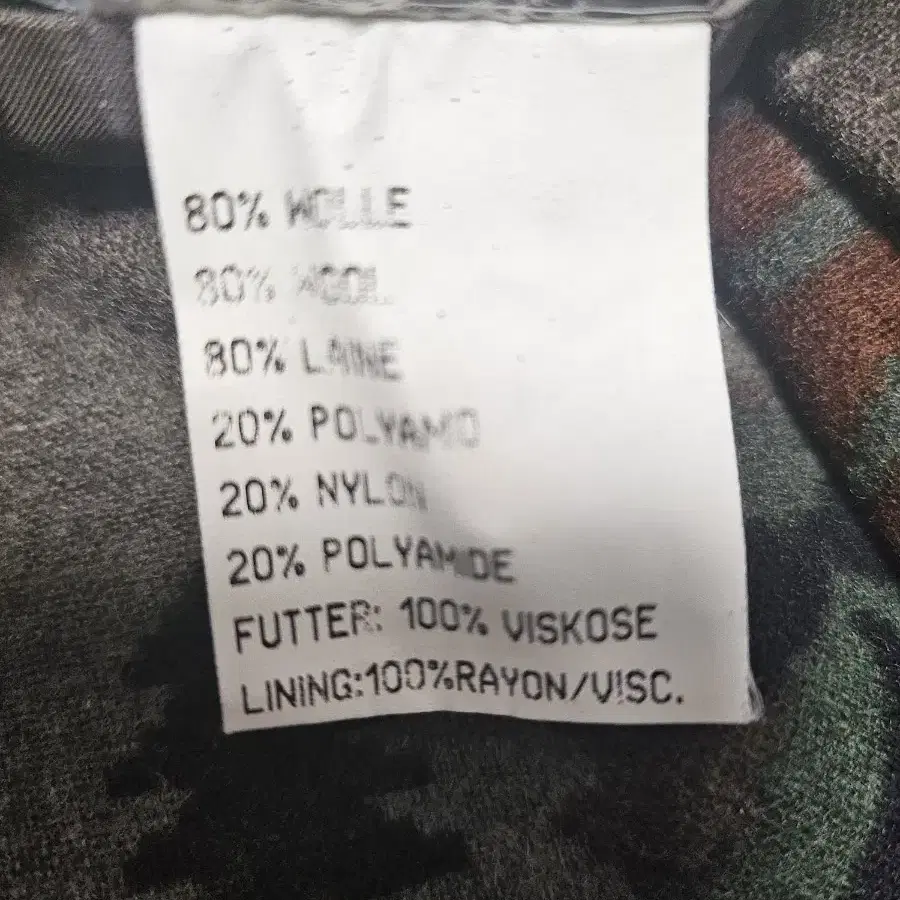 80% WOLLE
80% WOOL
80% LAINE
20% POLYAMID
20% NYLON
20% POLYAMIDE
FUTTER: 100% VISKOSE
LINING:100%RAYON/VISC.